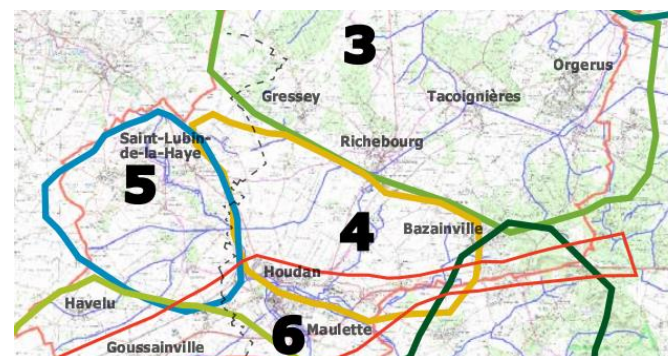 3
Orgerus
Gressey
Tacoignières
Saint-Lubin-
de-la-Haye
Richebourg
5
4
Bazainville
Houdan
Havelu
6
Maulette
Goussainville